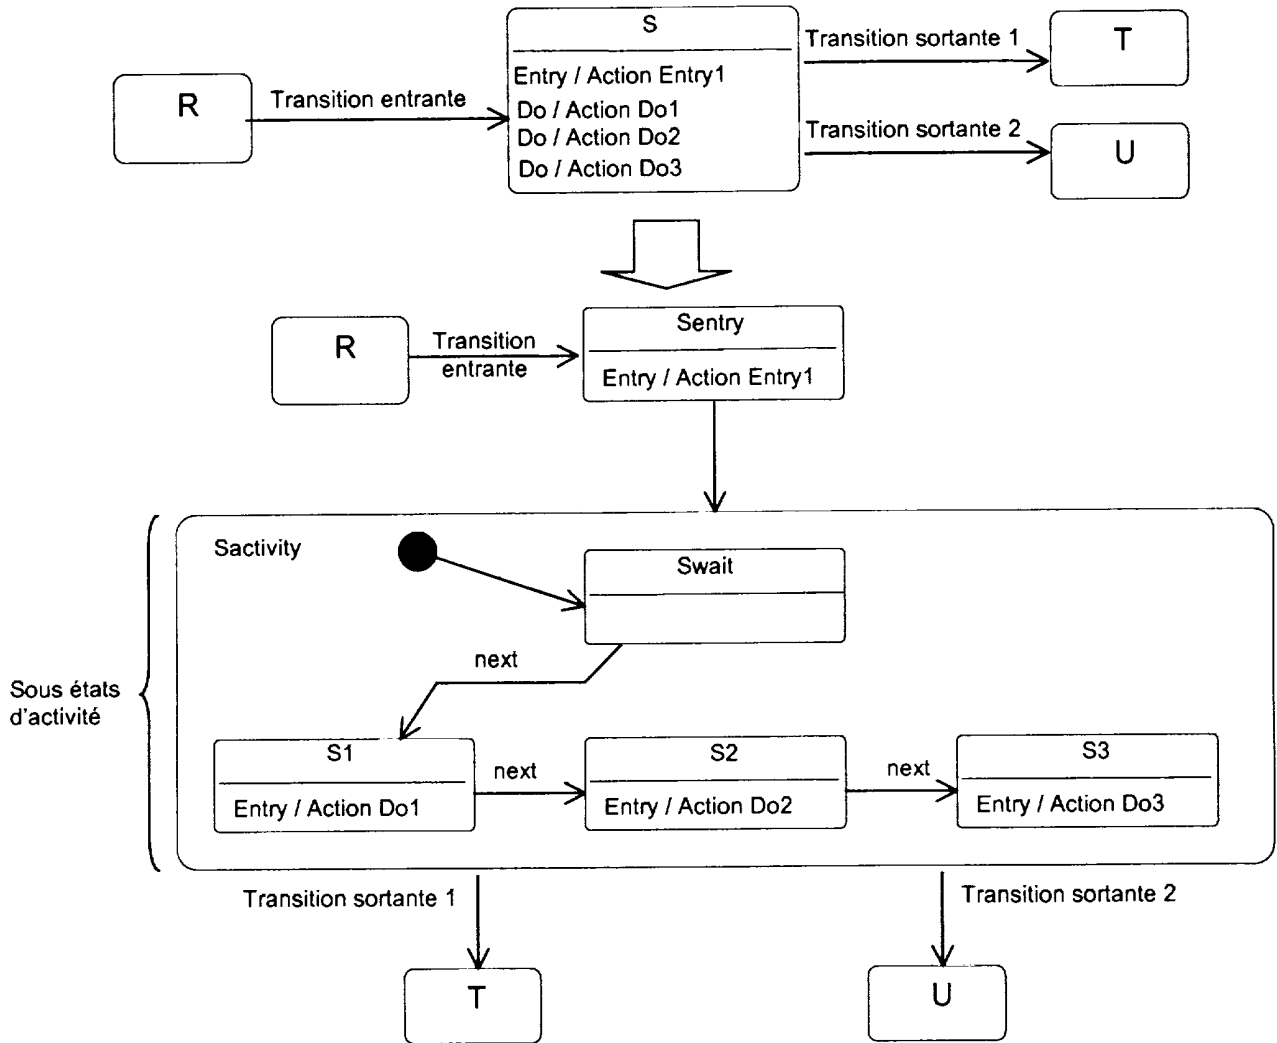 S
Transition sortante 1
T
Entry / Action Entry1
R
Transition entrante
Do / Action Do1
Do / Action Do2
Do / Action Do3
Transition sortante 2
U
Sentry
R
Transition
entrante
Entry / Action Entry1
Sactivity
Swait
next
Sous états
d'activité
S1
next
S2
next
S3
Entry / Action Do1
Entry / Action Do2
Entry / Action Do3
Transition sortante 1
Transition sortante 2
T
U